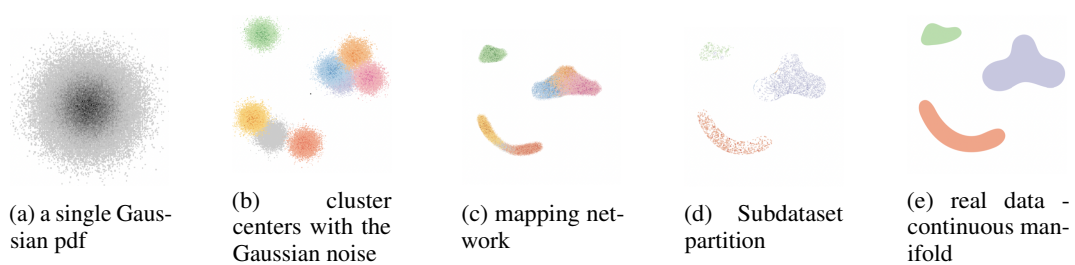 (a) a single Gaus-
sian pdf
(b) cluster
centers with the
Gaussian noise
(c) mapping net-
work
(d) Subdataset
partition
(e) real data -
continuous man-
ifold